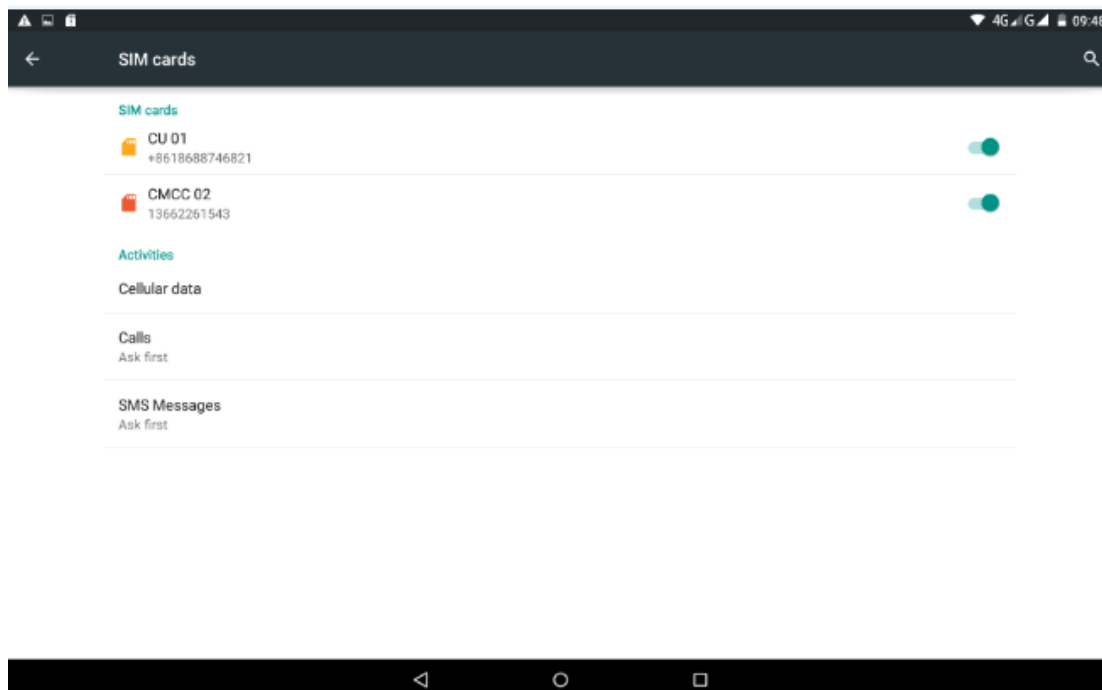 4G G 09:48
SIM cards
SIM cards
CU 01
+8618688746821
CMCC 02
13662261543
Activities
Cellular data
Calls
Ask first
SMS Messages
Ask first